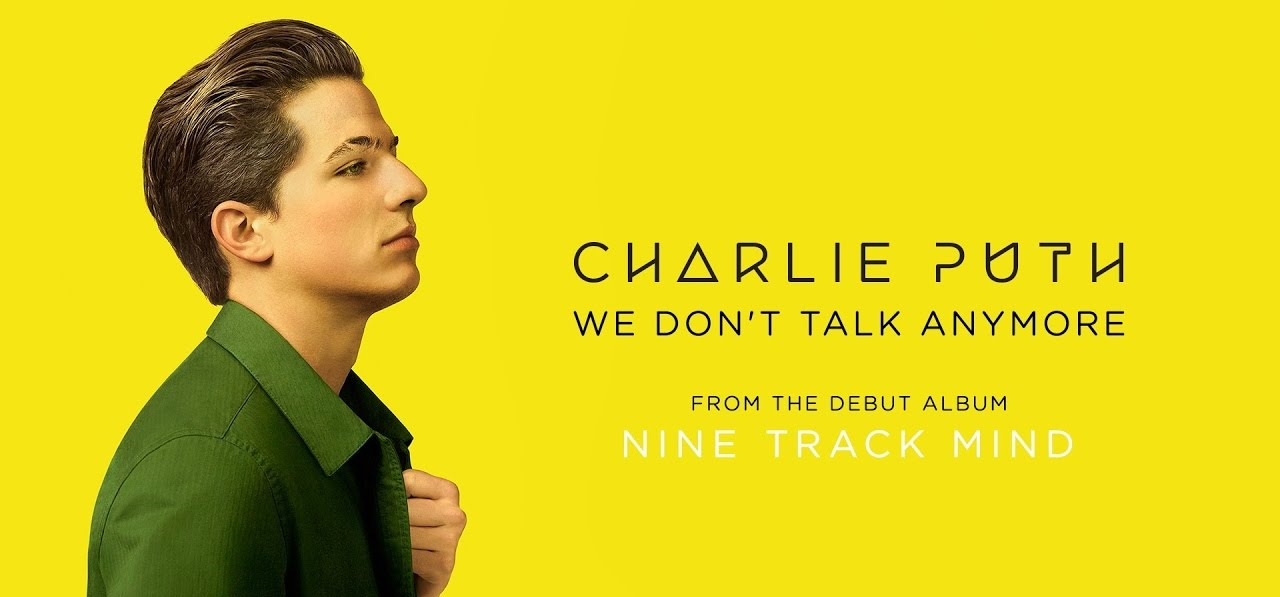 CHARLIE PUTH
WE DON'T TALK ANYMORE
FROM THE DEBUT ALBUM
NINE TRACK MIND